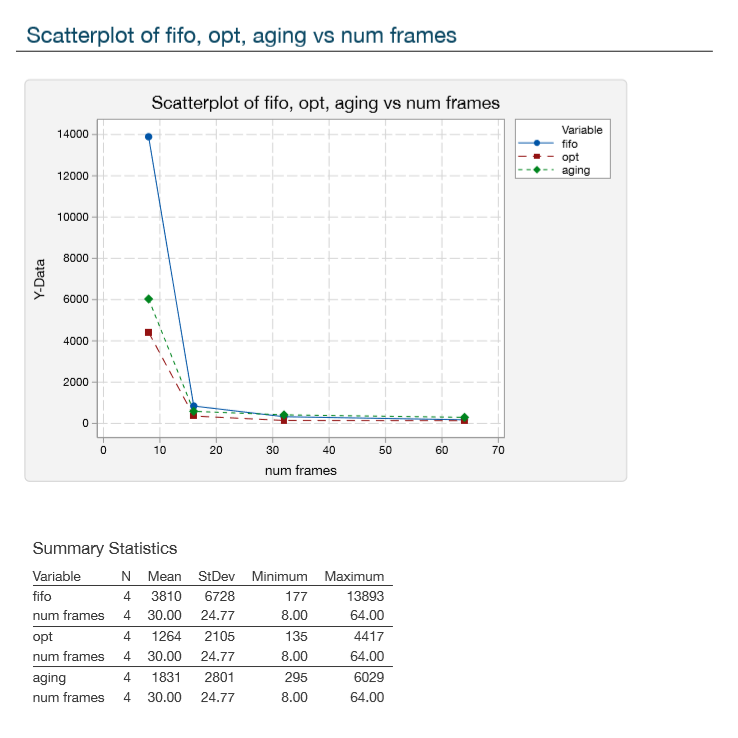 Scatterplot of fifo, opt, aging vs num frames
Scatterplot of fifo, opt, aging vs num frames
Variable
fifo
opt
aging
Y-Data
14000
12000
10000
8000
6000
4000
2000
0
0 10 20 30 40 50 60 70
num frames
Summary Statistics
Variable N Mean StDev Minimum Maximum
fifo 4 3810 6728 177 13893
num frames 4 30.00 24.77 8.00 64.00
opt 4 1264 2105 135 4417
num frames 4 30.00 24.77 8.00 64.00
aging 4 1831 2801 295 6029
num frames 4 30.00 24.77 8.00 64.00